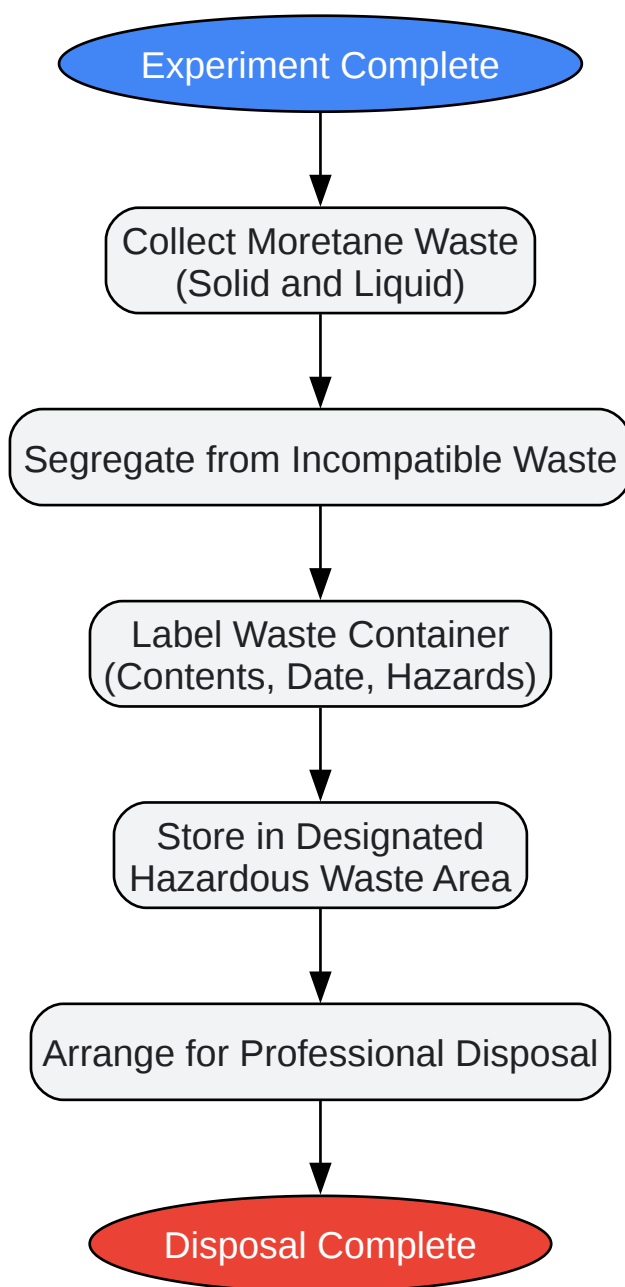 Experiment Complete
Collect Moretane Waste
(Solid and Liquid)
Segregate from Incompatible Waste
Label Waste Container
(Contents, Date, Hazards)
Store in Designated
Hazardous Waste Area
Arrange for Professional Disposal
Disposal Complete